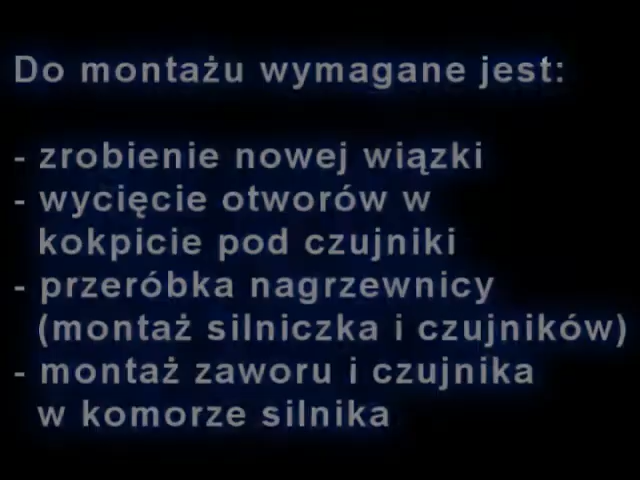 Do montażu wymagane jest:
- zrobienie nowej wiązki
- wycięcie otworów w
kokpicie pod czujniki
- przeróbka nagrzewnicy
(montaż silniczka i czujników)
- montaż zaworu i czujnika
w komorze silnika